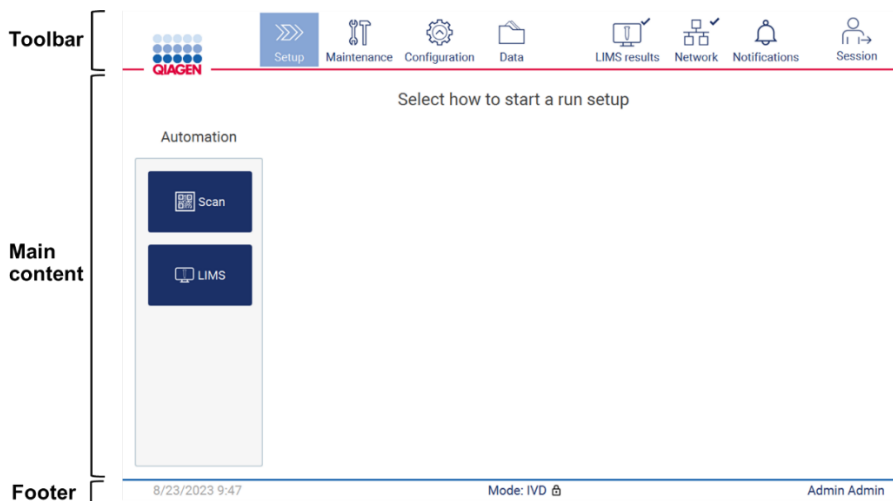 Toolbar
QIAGEN
Setup Maintenance Configuration Data LIMS results Network Notifications Session
Select how to start a run setup
Automation
Scan
Main
content
LIMS
Footer
8/23/2023 9:47 Mode: IVD Admin Admin